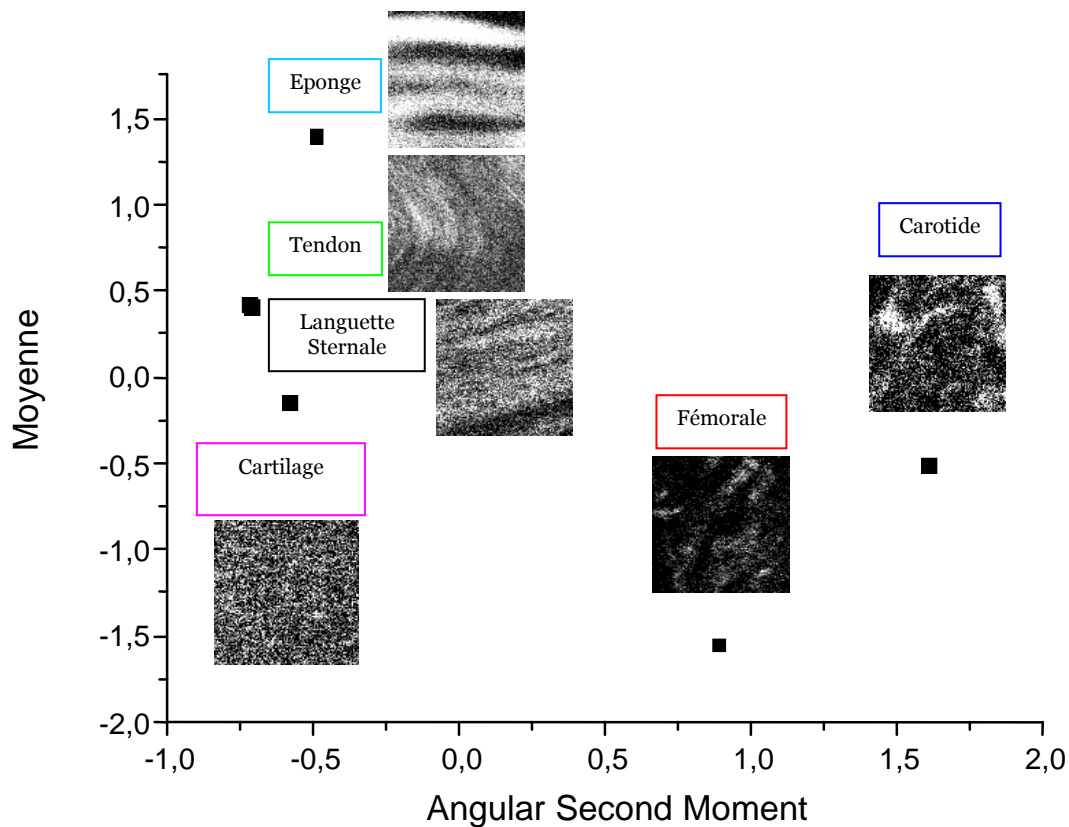 Eponge
1,5
1,0
Carotide
Tendon
0,5
Languette
Sternale
Moyenne
0,0
Fémorale
-0,5
Cartilage
-1,0
-1,5
-2,0
-1,0 -0,5 0,0 0,5 1,0 1,5 2,0
Angular Second Moment